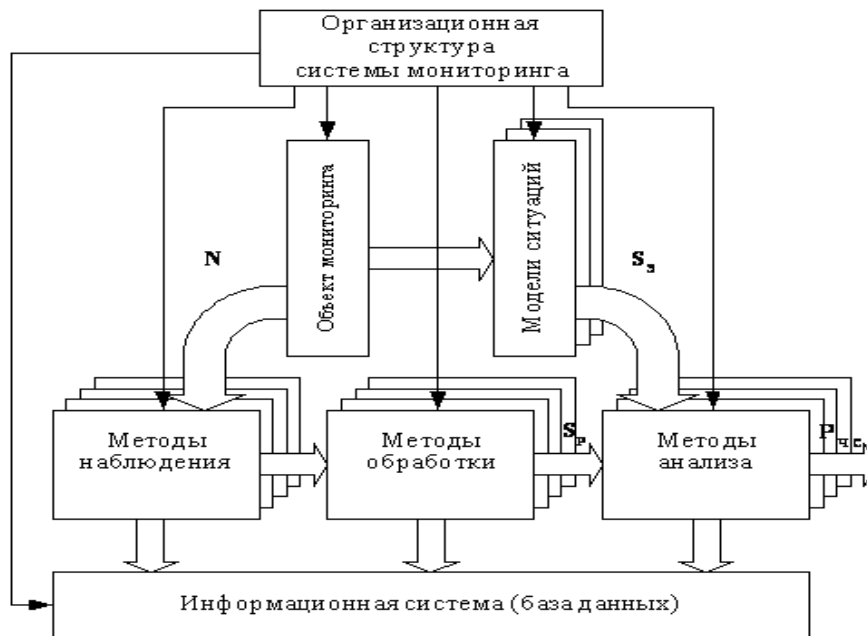 Организационная
структура
системы мониторинга
Объект мониторинга
Модели ситуаций
N
S
Методы
наблюдения
Методы
обработки
S
Методы
анализа
P
Информационная система (база данных)